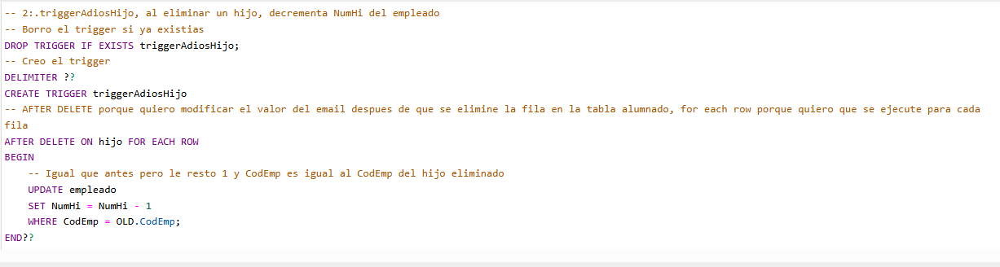 -- 2:.triggerAdiosHijo, al eliminar un hijo, decrementa NumHi del empleado
-- Borro el trigger si ya existias
DROP TRIGGER IF EXISTS triggerAdiosHijo;
-- Creo el trigger
DELIMITER ??
CREATE TRIGGER triggerAdiosHijo
-- AFTER DELETE porque quiero modificar el valor del email despues de que se elimine la fila en la tabla alumnado, for each row porque quiero que se ejecute para cada
fila
AFTER DELETE ON hijo FOR EACH ROW
BEGIN
    -- Igual que antes pero le resto 1 y CodEmp es igual al CodEmp del hijo eliminado
    UPDATE empleado
    SET NumHi = NumHi - 1
    WHERE CodEmp = OLD.CodEmp;
END??